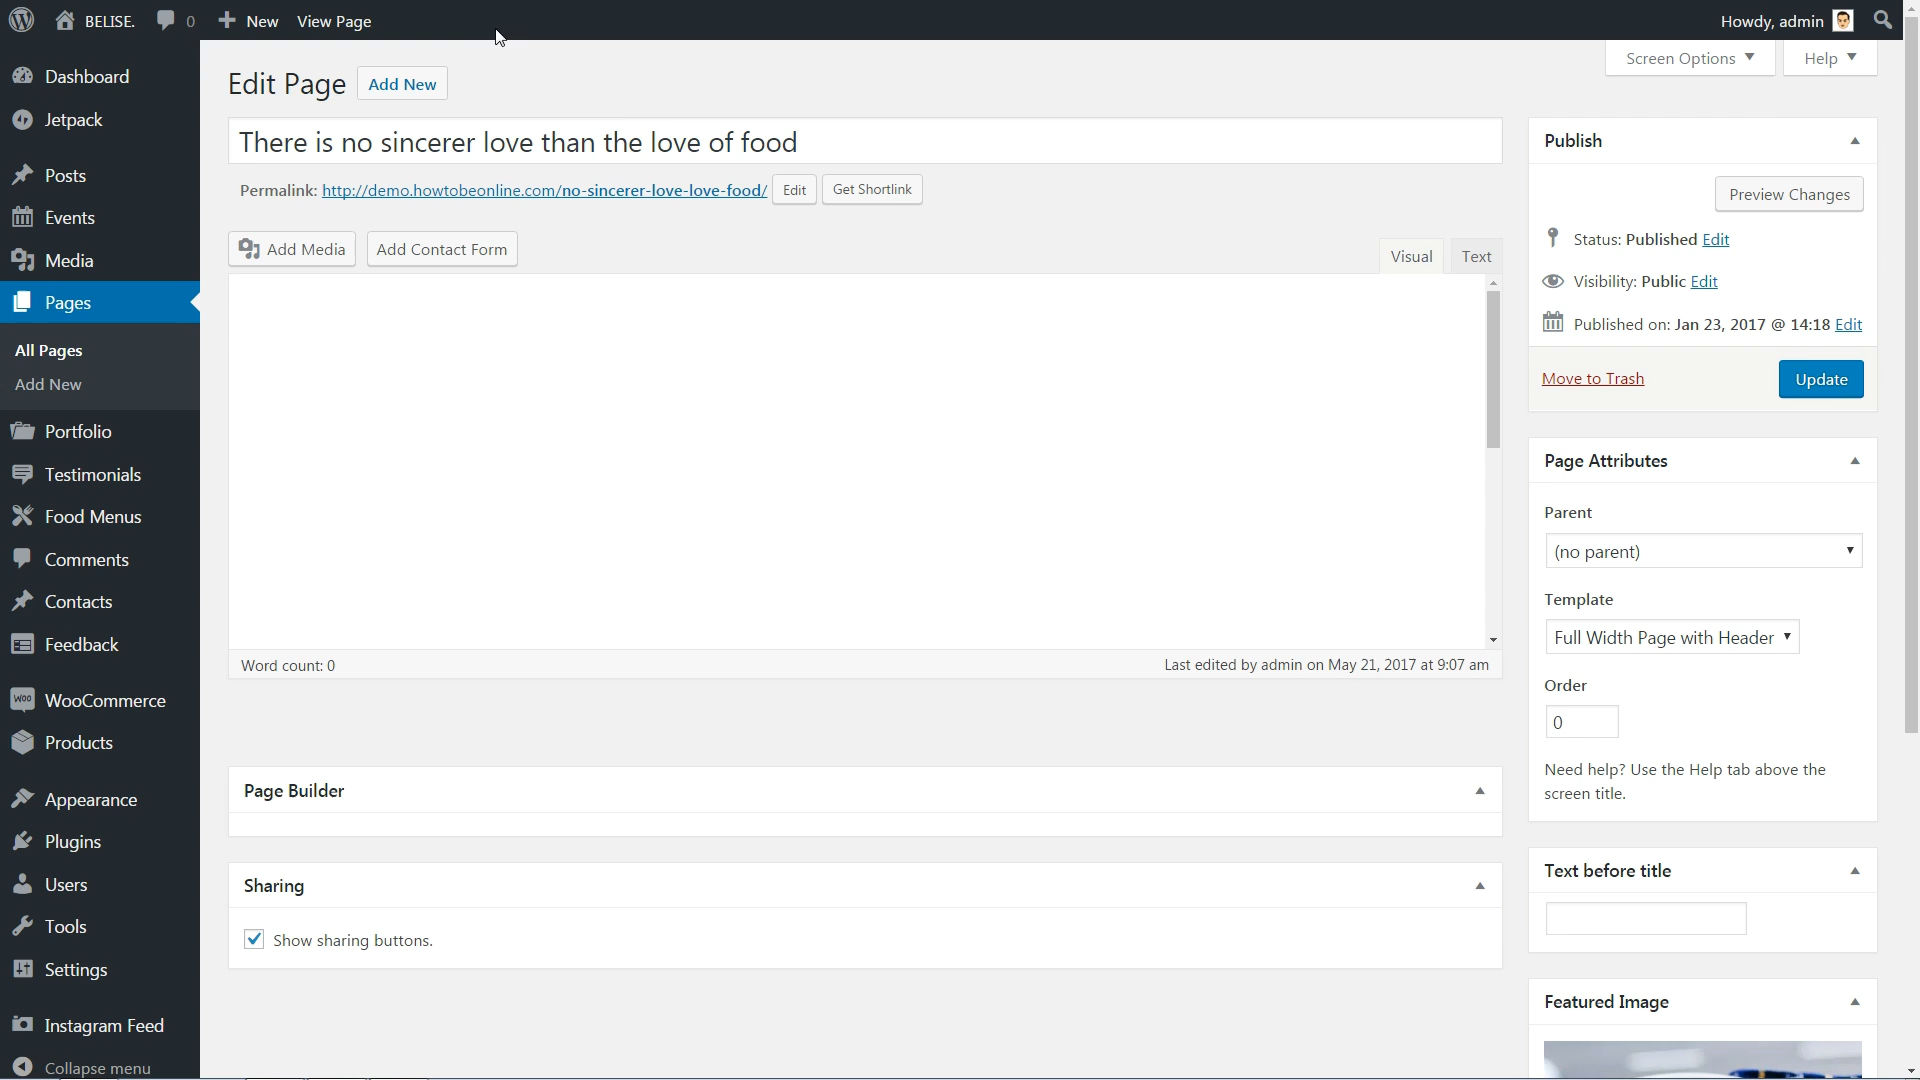 BELISE.
0
New
View Page
Howdy, admin
Dashboard
Jetpack
Posts
Events
Media
Pages
All Pages
Add New
Portfolio
Testimonials
Food Menus
Comments
Contacts
Feedback
WooCommerce
Products
Appearance
Plugins
Users
Tools
Settings
Instagram Feed
Collapse menu
Screen Options
Help
Edit Page
Add New
There is no sincerer love than the love of food
Permalink: http://demo.howtobeonline.com/no-sincerer-love-love-food/ Edit Get Shortlink
Add Media
Add Contact Form
Visual
Text
Word count: 0
Last edited by admin on May 21, 2017 at 9:07 am
Page Builder
Sharing
Show sharing buttons.
Publish
Preview Changes
Status: Published Edit
Visibility: Public Edit
Published on: Jan 23, 2017 @ 14:18 Edit
Move to Trash
Update
Page Attributes
Parent
(no parent)
Template
Full Width Page with Header
Order
0
Need help? Use the Help tab above the
screen title.
Text before title
Featured Image